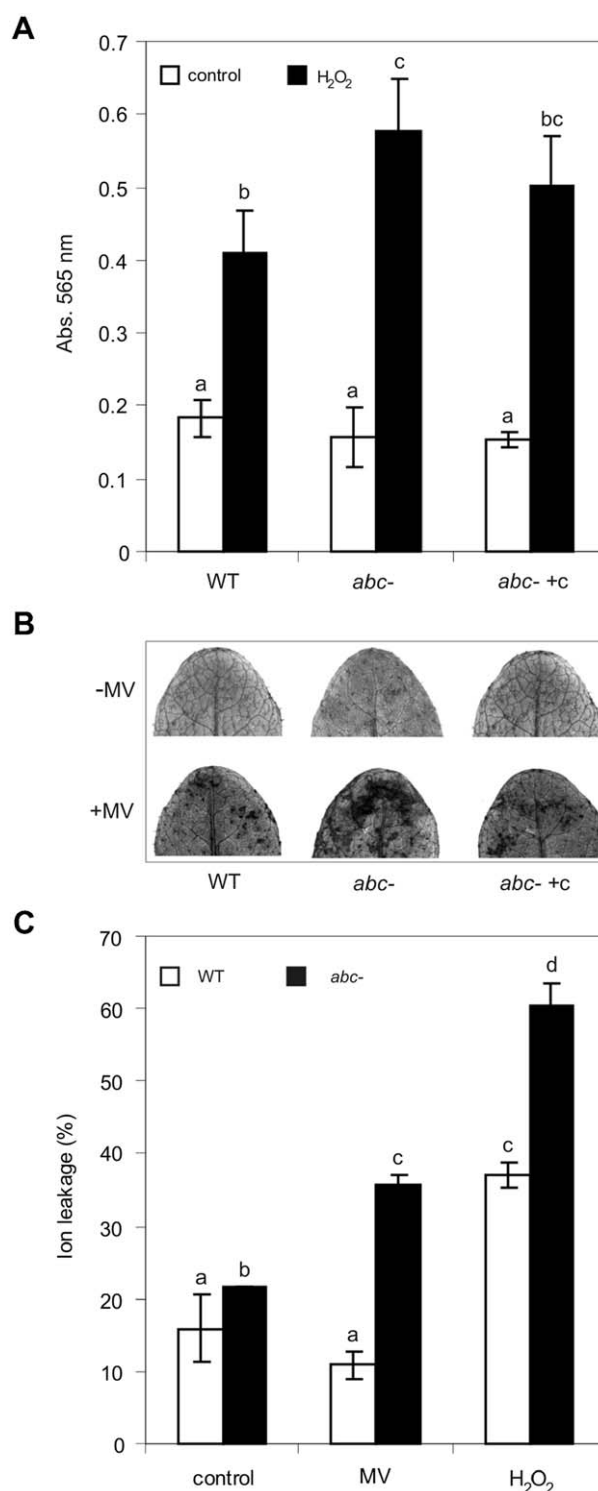 A
0.7
control
H₂O₂
c
0.6
bc
b
0.5
0.4
Abs. 565 nm
0.3
a
a
a
0.2
0.1
0
WT
abc-
abc- +c
B
-MV
+MV
WT
abc-
abc- +c
C
70
WT
abc-
d
60
50
c
c
40
Ion leakage (%)
30
a
b
20
a
10
0
control
MV
H₂O₂